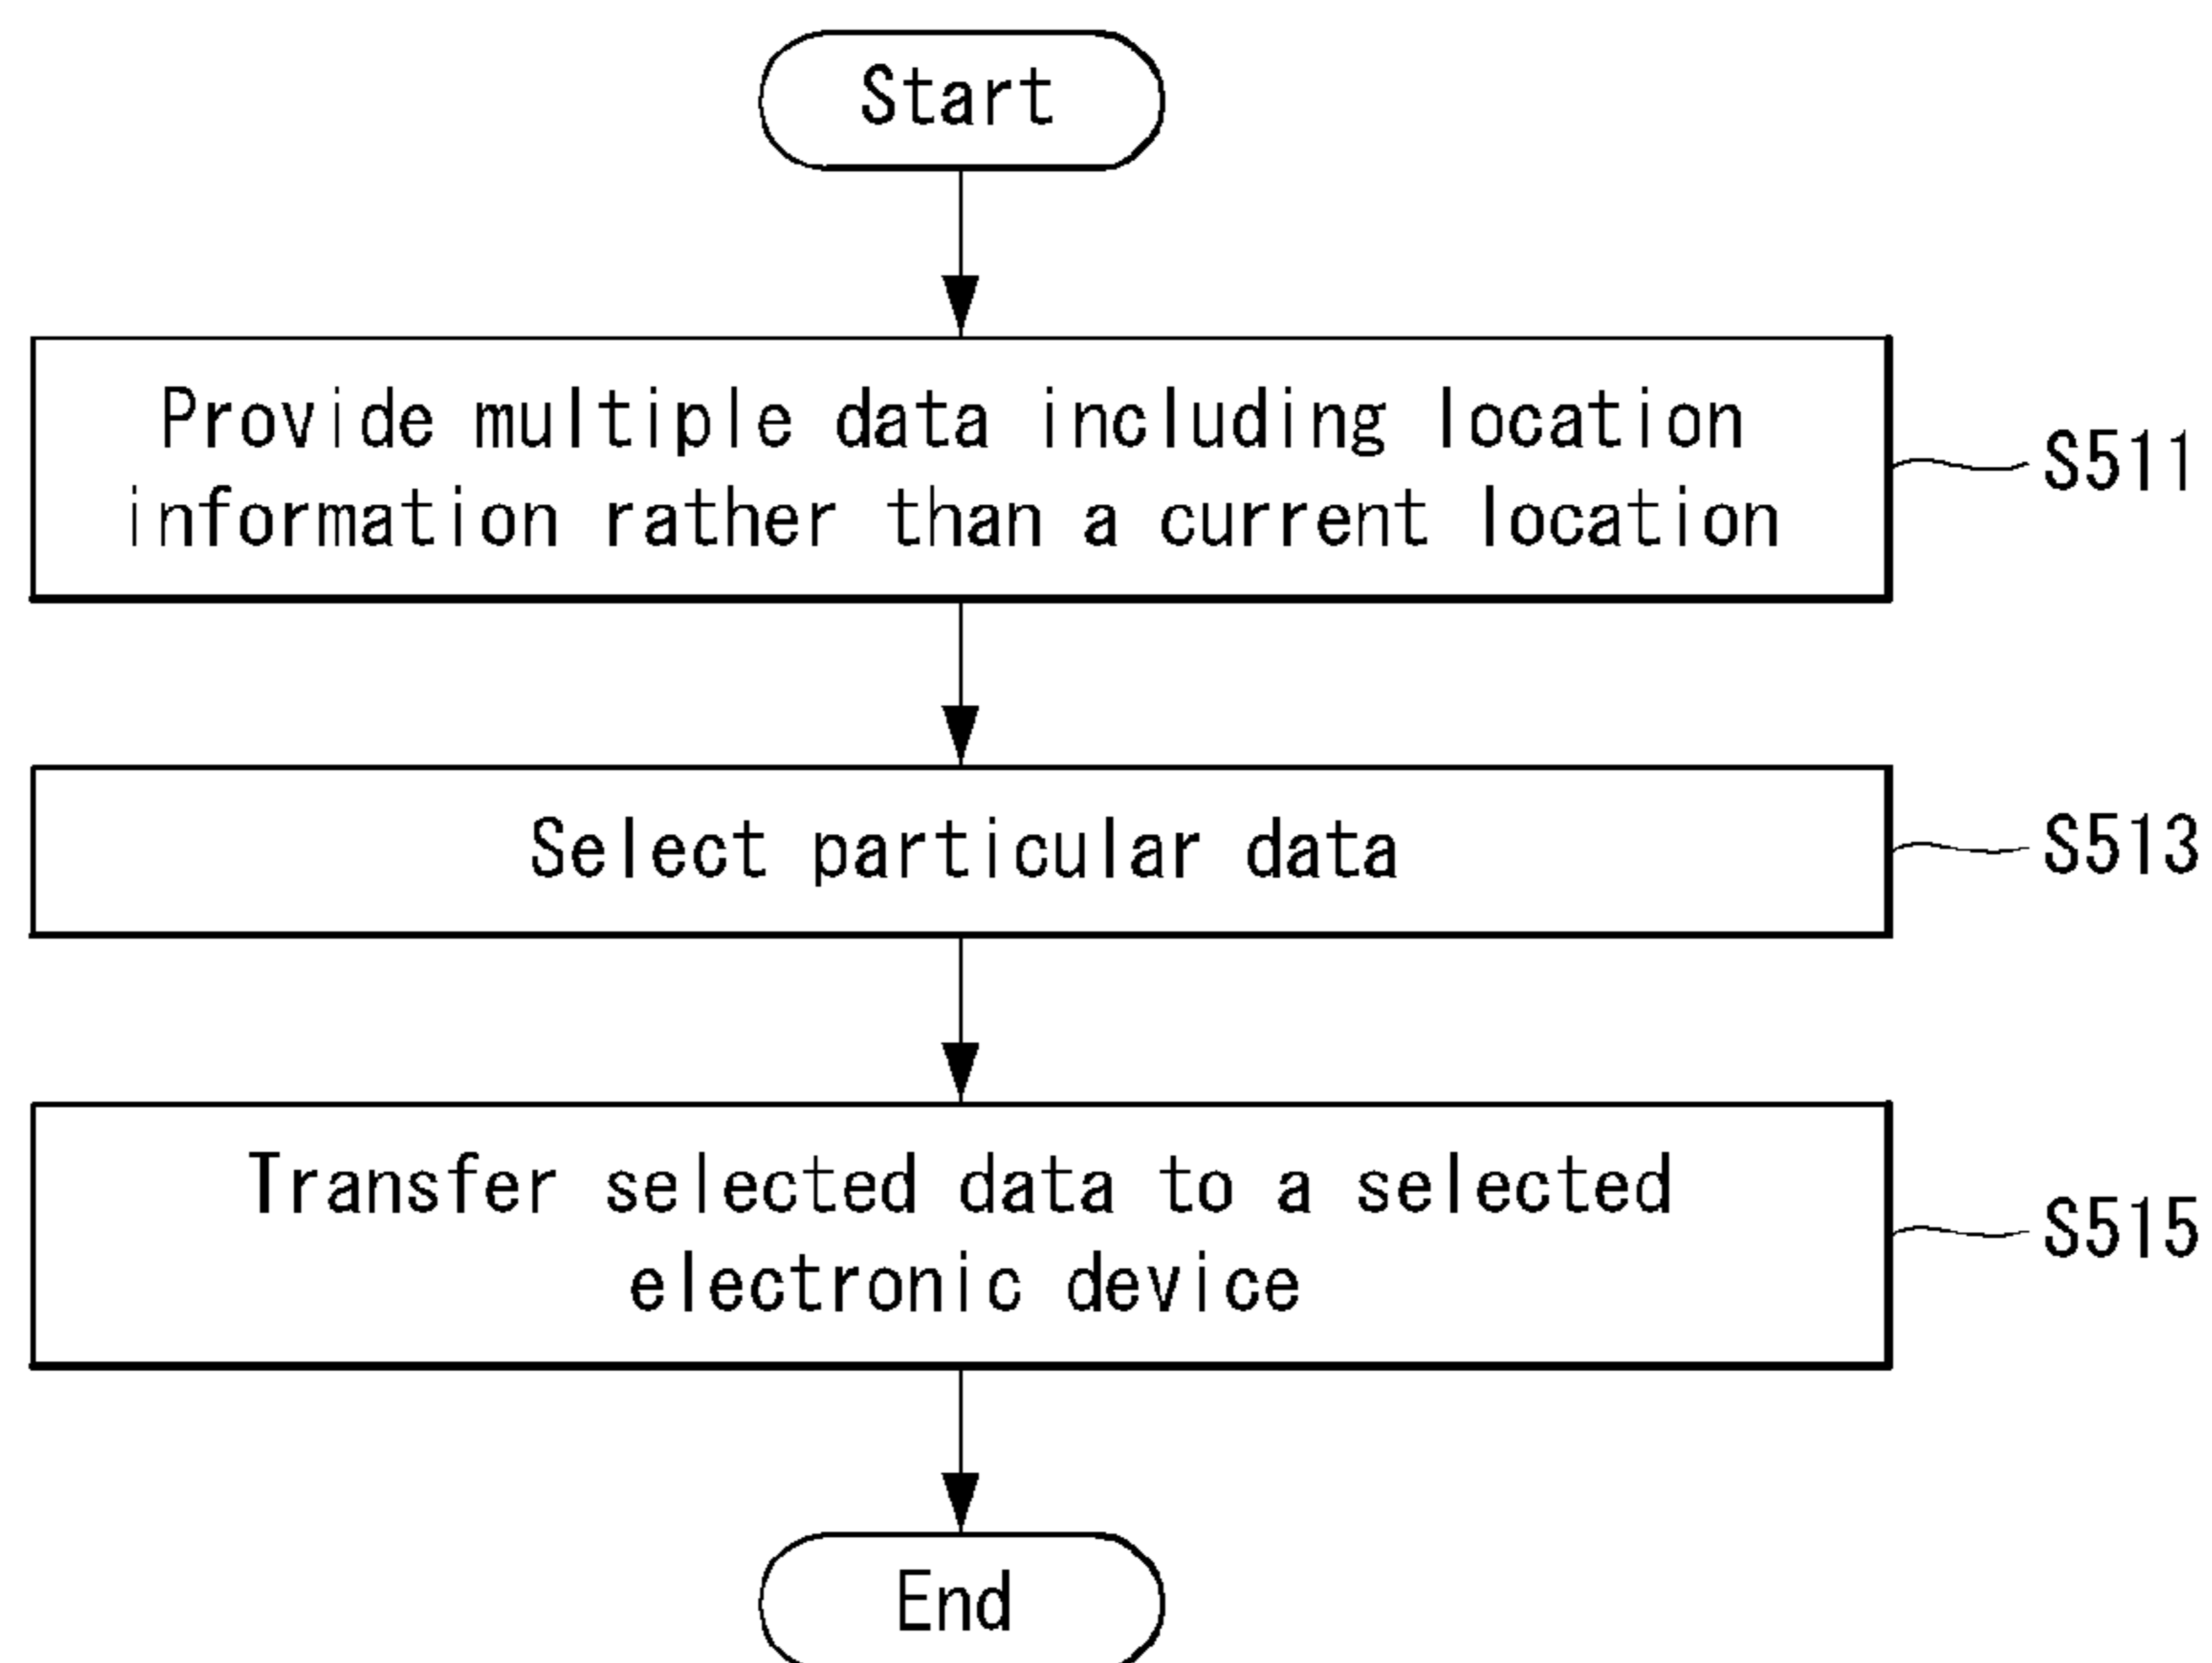 Start
Provide multiple data including location
information rather than a current location
S511
Select particular data
S513
Transfer selected data to a selected
electronic device
S515
End